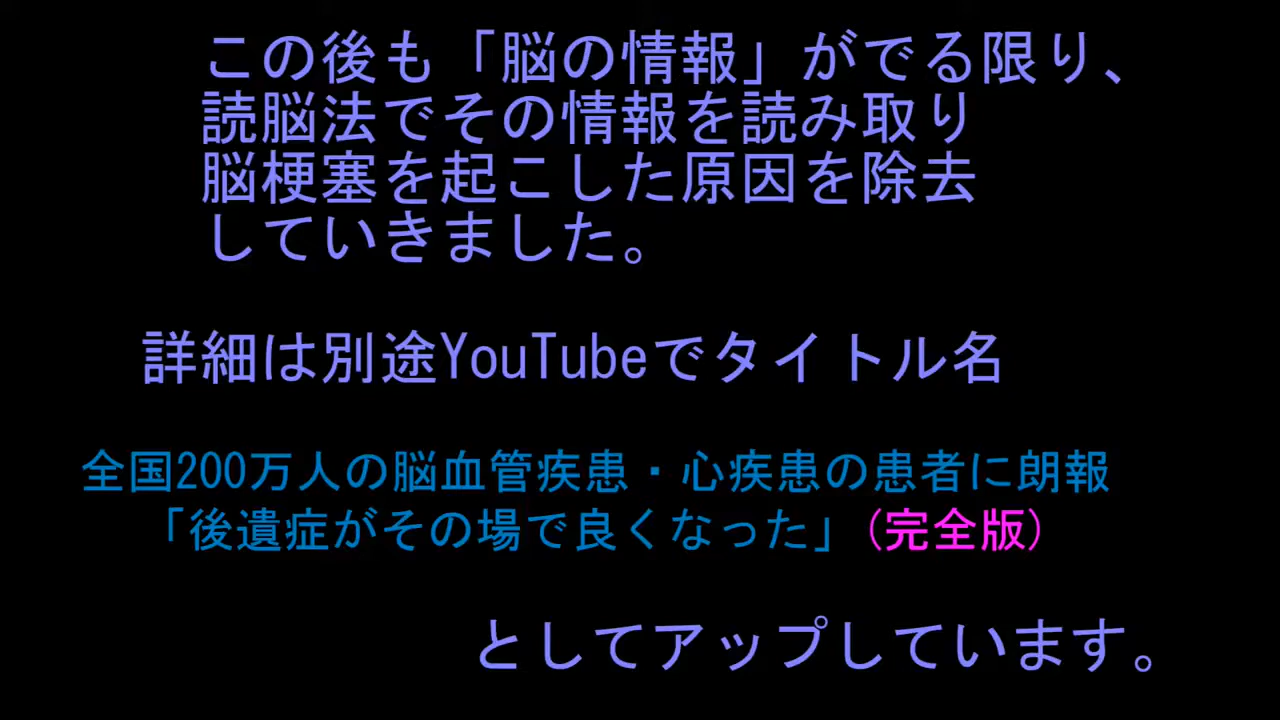 この後も「脳の情報」がでる限り、
読脳法でその情報を読み取り
脳梗塞を起こした原因を除去
していきました。
詳細は別途YouTubeでタイトル名
全国200万人の脳血管疾患・心疾患の患者に朗報
「後遺症がその場で良くなった」(完全版)
としてアップしています。